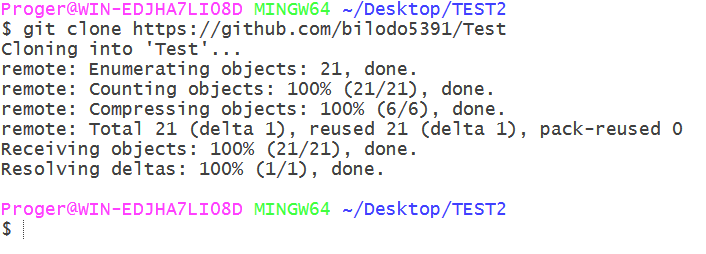 Proger@WIN-EDJHA7LIO8D MINGW64 ~/Desktop/TEST2
$ git clone https://github.com/bilodo5391/Test
Cloning into 'Test'...
remote: Enumerating objects: 21, done.
remote: Counting objects: 100% (21/21), done.
remote: Compressing objects: 100% (6/6), done.
remote: Total 21 (delta 1), reused 21 (delta 1), pack-reused 0
Receiving objects: 100% (21/21), done.
Resolving deltas: 100% (1/1), done.
Proger@WIN-EDJHA7LIO8D MINGW64 ~/Desktop/TEST2
$